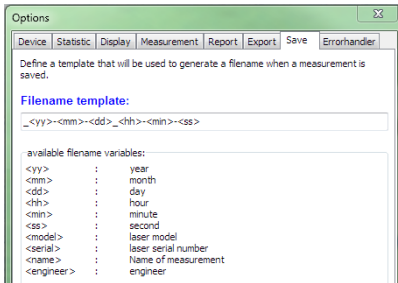 Options
Device Statistic Display Measurement Report Export Save Errorhandler
Define a template that will be used to generate a filename when a measurement is
saved.
Filename template:
_<yy>-<mm>-<dd>_<hh>-<min>-<ss>
available filename variables:
<yy> : year
<mm> : month
<dd> : day
<hh> : hour
<min> : minute
<ss> : second
<model> : laser model
<serial> : laser serial number
<name> : Name of measurement
<engineer> : engineer